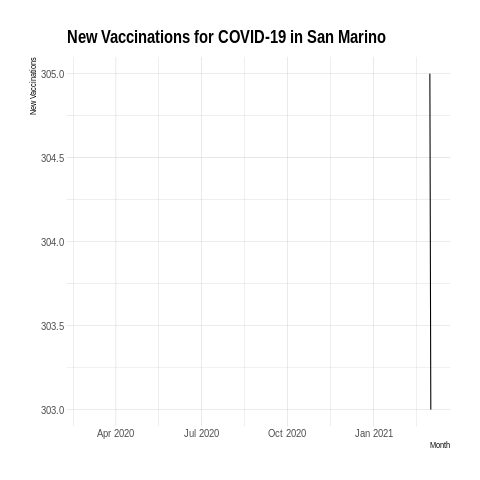 New Vaccinations for COVID-19 in San Marino
New Vaccinations
305.0
304.5
304.0
303.5
303.0
Apr 2020
Jul 2020
Oct 2020
Jan 2021
Month